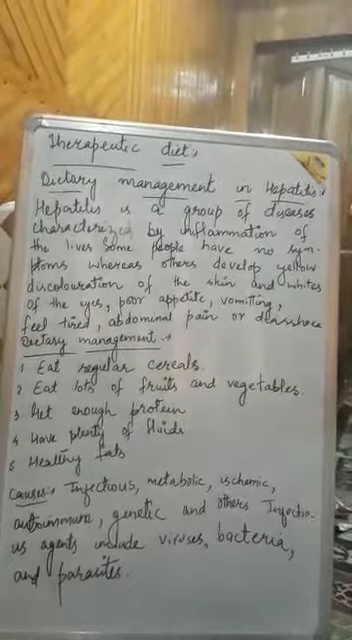 Therapeutic diet:
Dietary management in Hepatitis:
Hepatitis is a group of diseases
characterized by inflammation of
the liver Some people have no sym-
ptoms whereas others develop yellow
discolouration of the skin and whites
of the eyes, poor appetite, vomitting,
feel tired, abdominal pain or diarrhoea
Dietary management :
1 Eat regular cereals.
2 Eat lots of fruits and vegetables.
3. Get enough protein
4 Have plenty of fluids
5 Healthy fats
Causes: Infectious, metabolic, ischemic,
autoimmune, genetic and others Infectio-
us agents include viruses, bacteria,
and parasites.